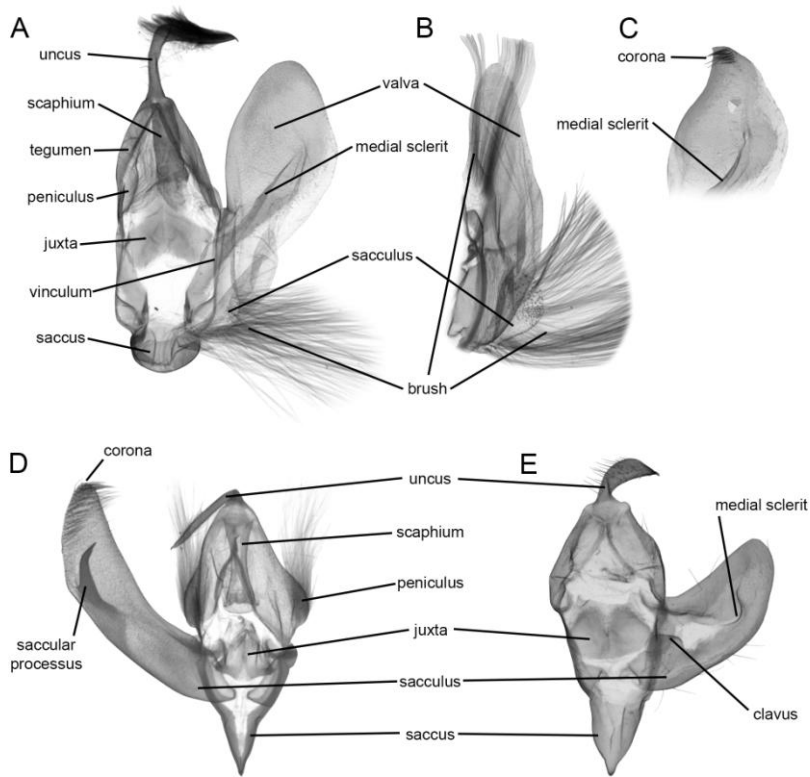 A
B
C
uncus
scaphium
tegumen
peniculus
juxta
vinculum
saccus
valva
medial sclerit
sacculus
brush
corona
medial sclerit
D
E
corona
saccular
processus
uncus
scaphium
peniculus
juxta
sacculus
saccus
medial sclerit
clavus